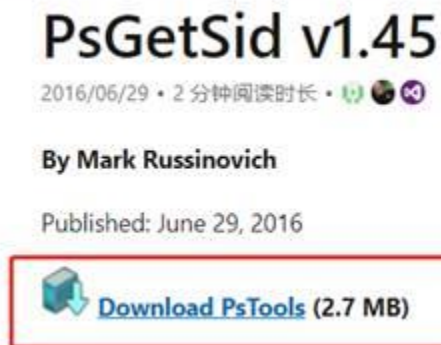 PsGetSid v1.45
2016/06/29 • 2 分钟阅读时长 •
By Mark Russinovich
Published: June 29, 2016
Download PsTools (2.7 MB)